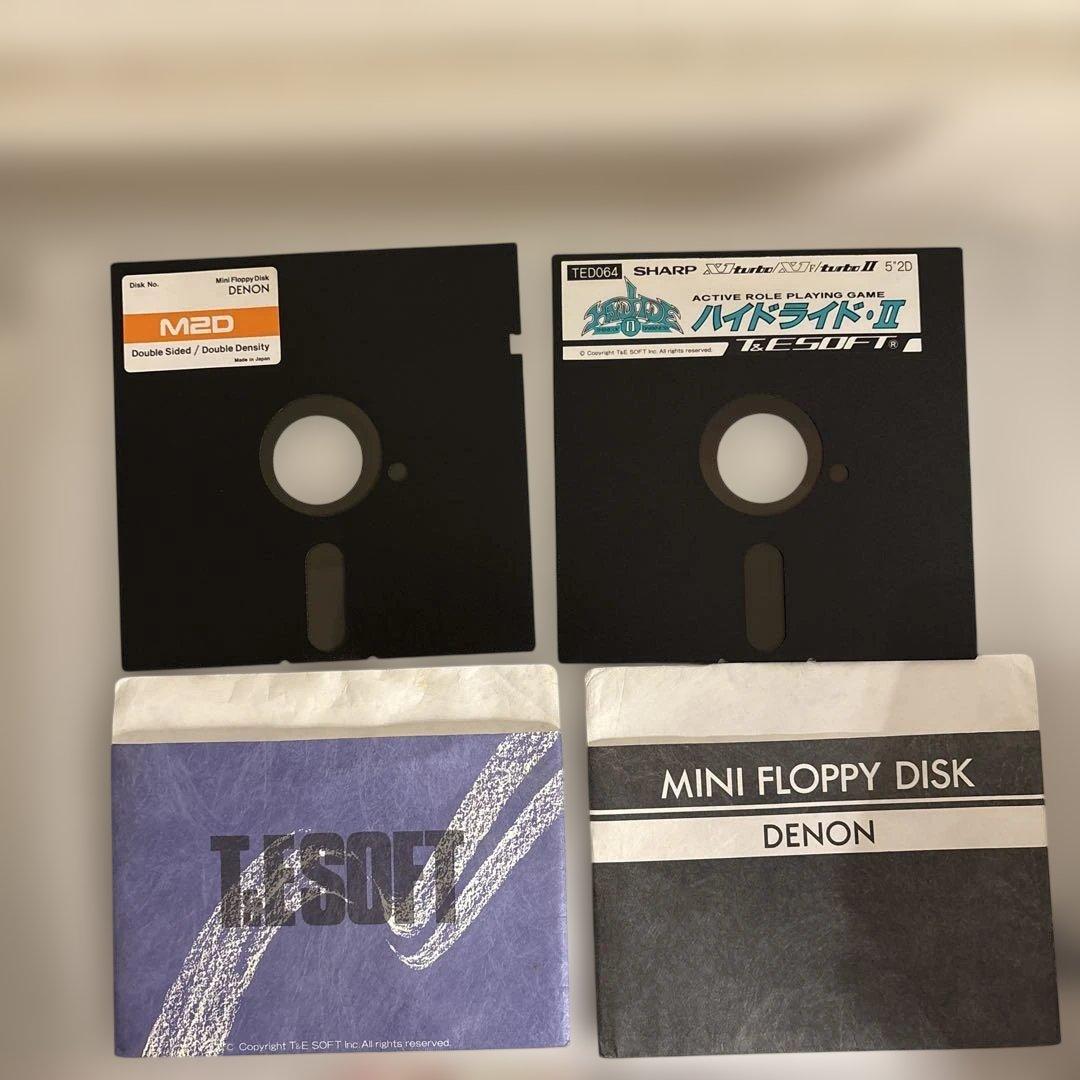 Disk No.
Mini Floppy Disk
DENON
M2D
Double Sided / Double Density
Made in Japan
TED064 SHARP X1turbo/X1F/turboII 5"2D
HYDLIDE II
ACTIVE ROLE PLAYING GAME
ハイドライド・II
© Copyright T&E SOFT Inc. All rights reserved.
T&E SOFT®
T&ESOFT
C Copyright T&E SOFT Inc. All rights reserved.
MINI FLOPPY DISK
DENON